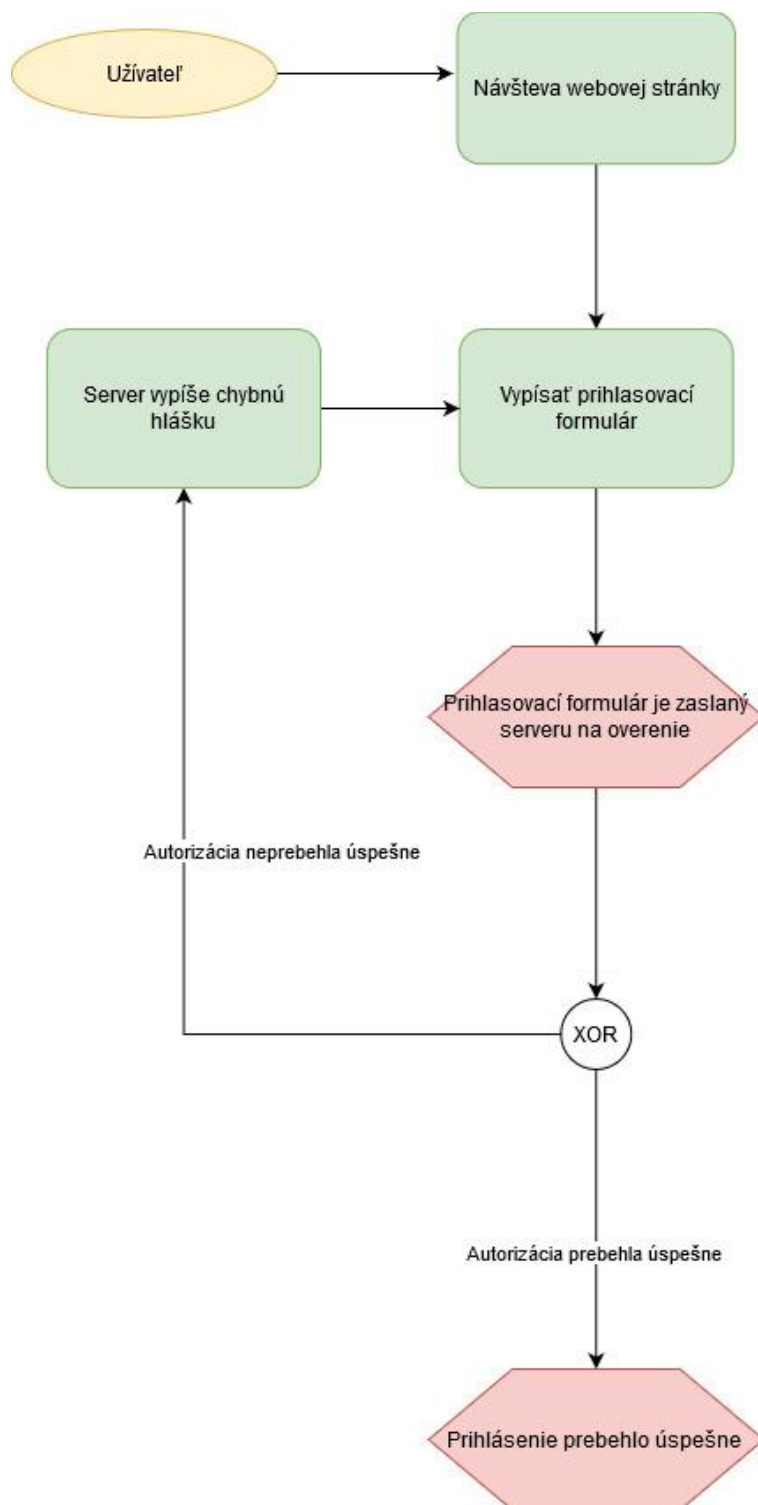 Užívateľ
Návšteva webovej stránky
Server vypíše chybnú
hlášku
Vypísať prihlasovací
formulár
Prihlasovací formulár je zaslaný
serveru na overenie
Autorizácia neprebehla úspešne
XOR
Autorizácia prebehla úspešne
Prihlásenie prebehlo úspešne